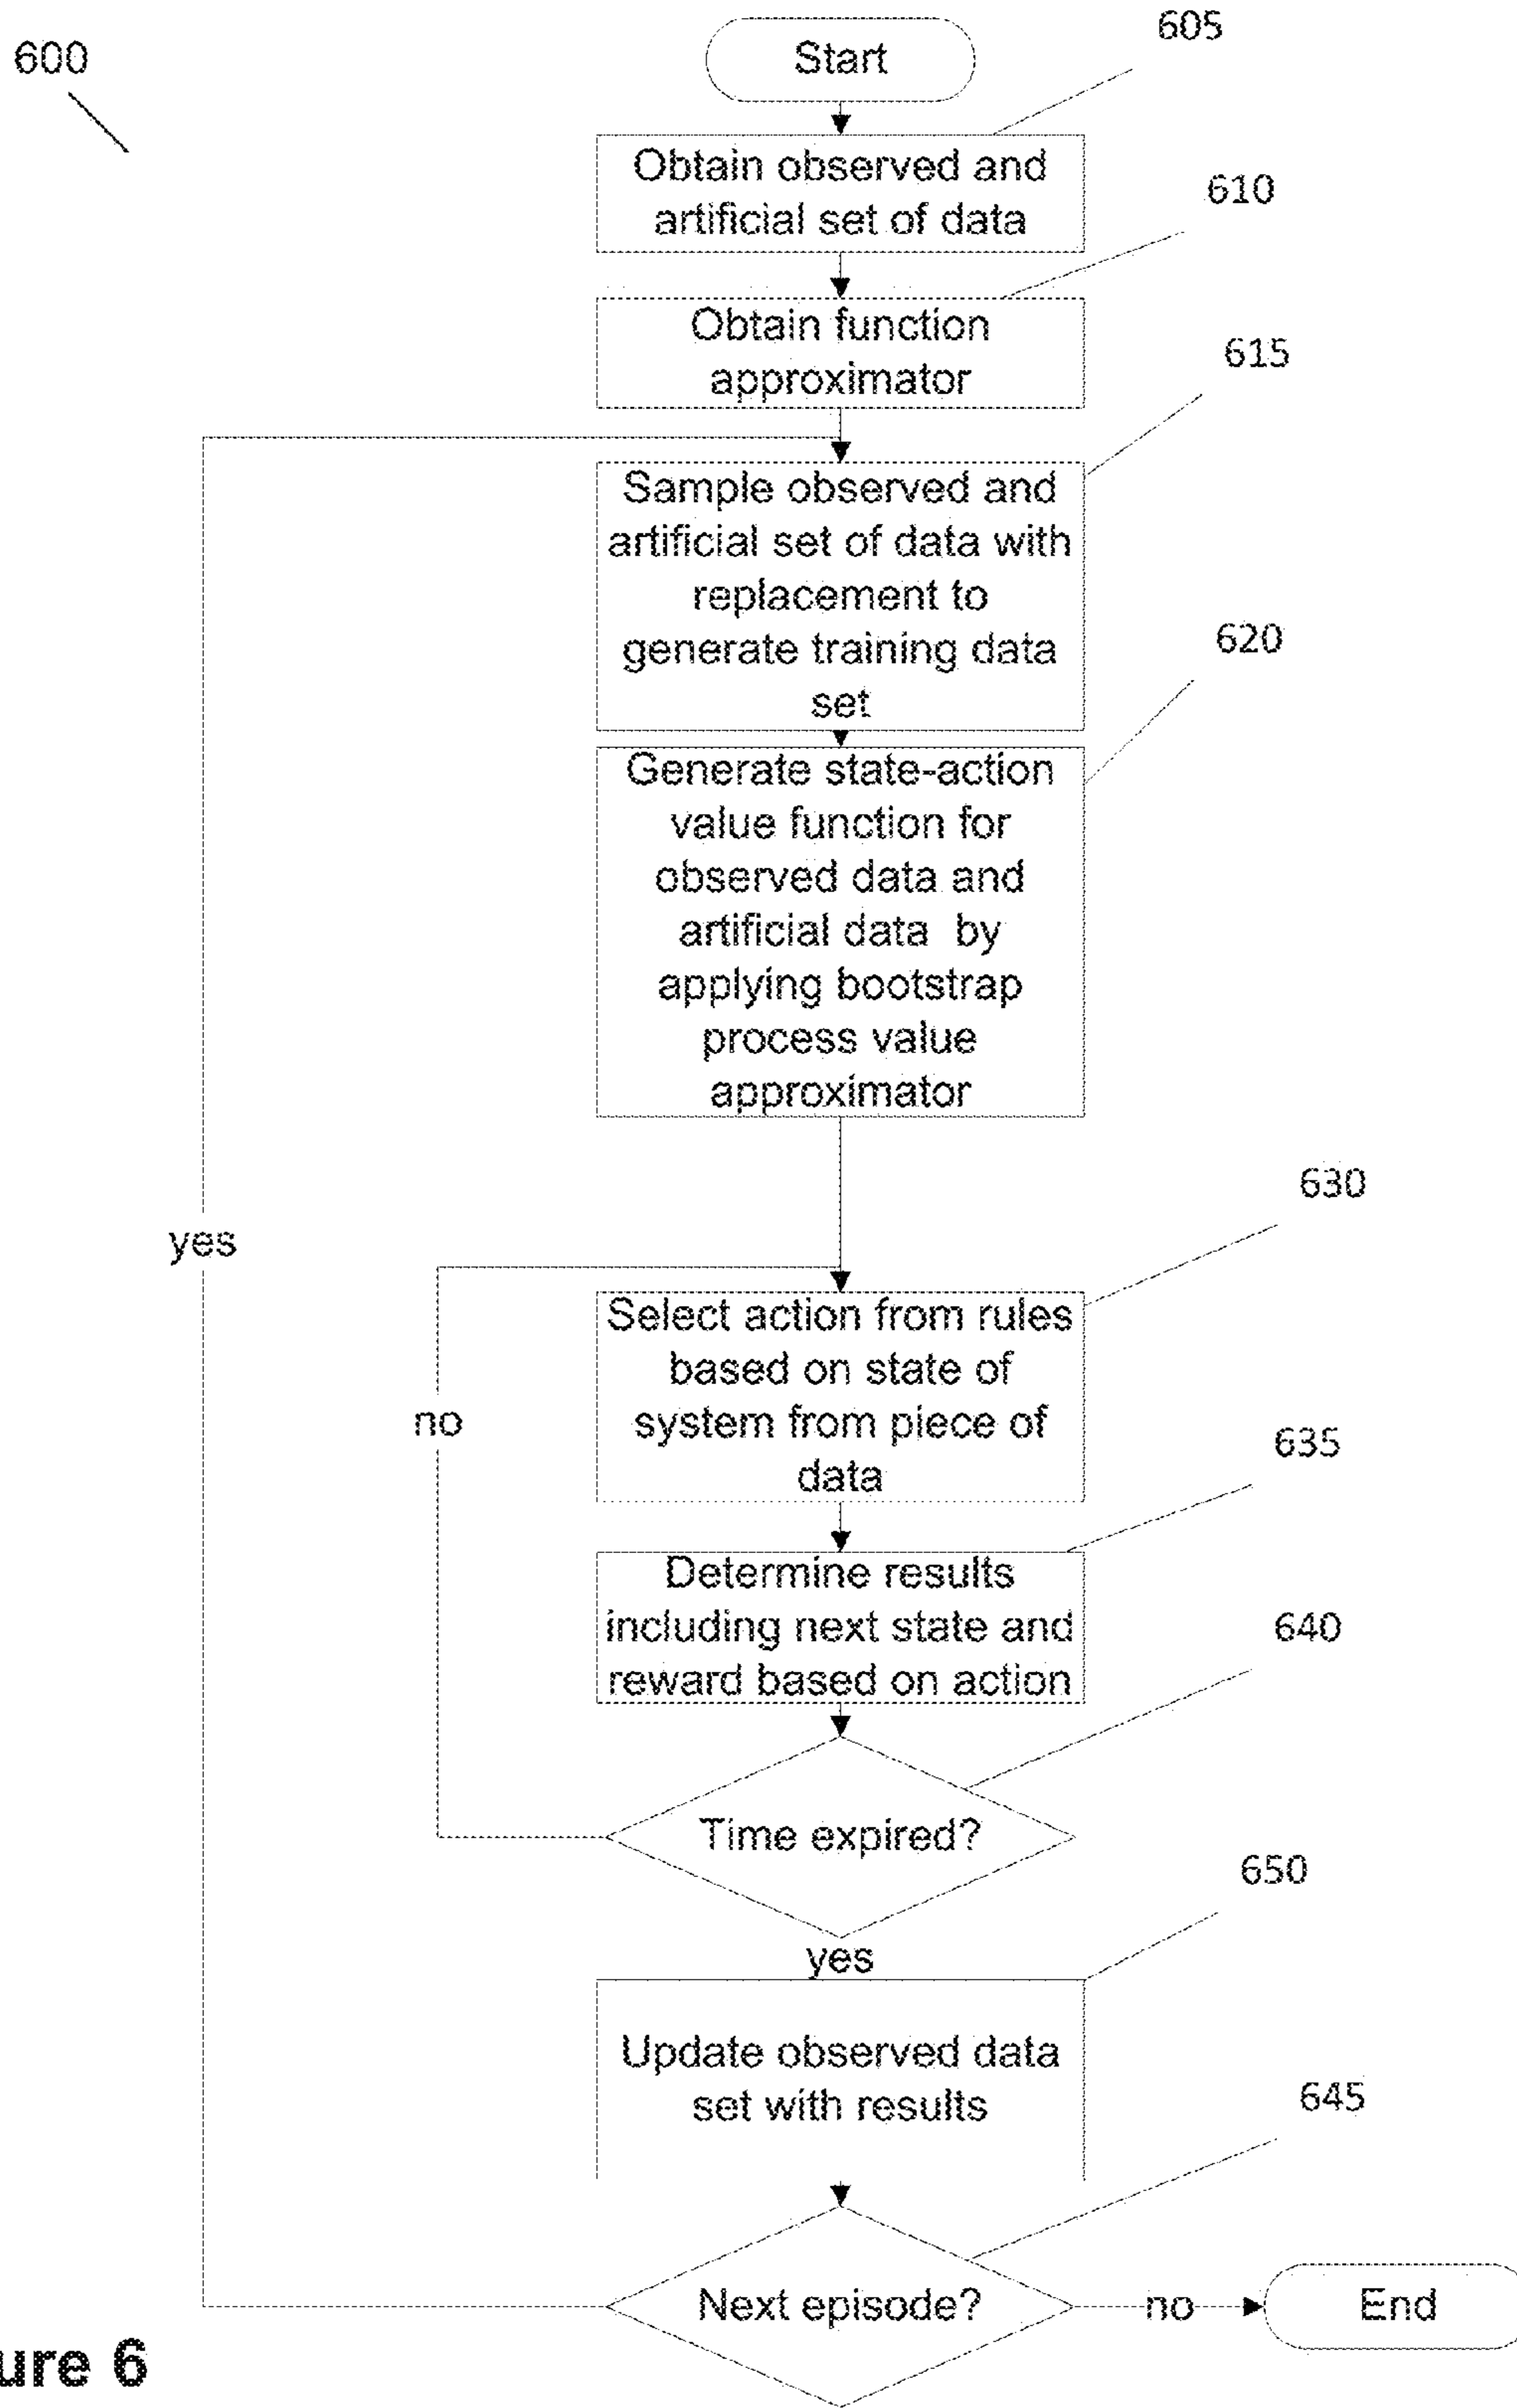 600
Start
605
Obtain observed and
artificial set of data
610
Obtain function
approximator
615
Sample observed and
artificial set of data with
replacement to
generate training data
set
620
Generate state-action
value function for
observed data and
artificial data by
applying bootstrap
process value
approximator
630
yes
Select action from rules
based on state of
system from piece of
data
no
635
Determine results
including next state and
reward based on action
640
Time expired?
650
yes
Update observed data
set with results
645
Next episode?
no
End
ure 6